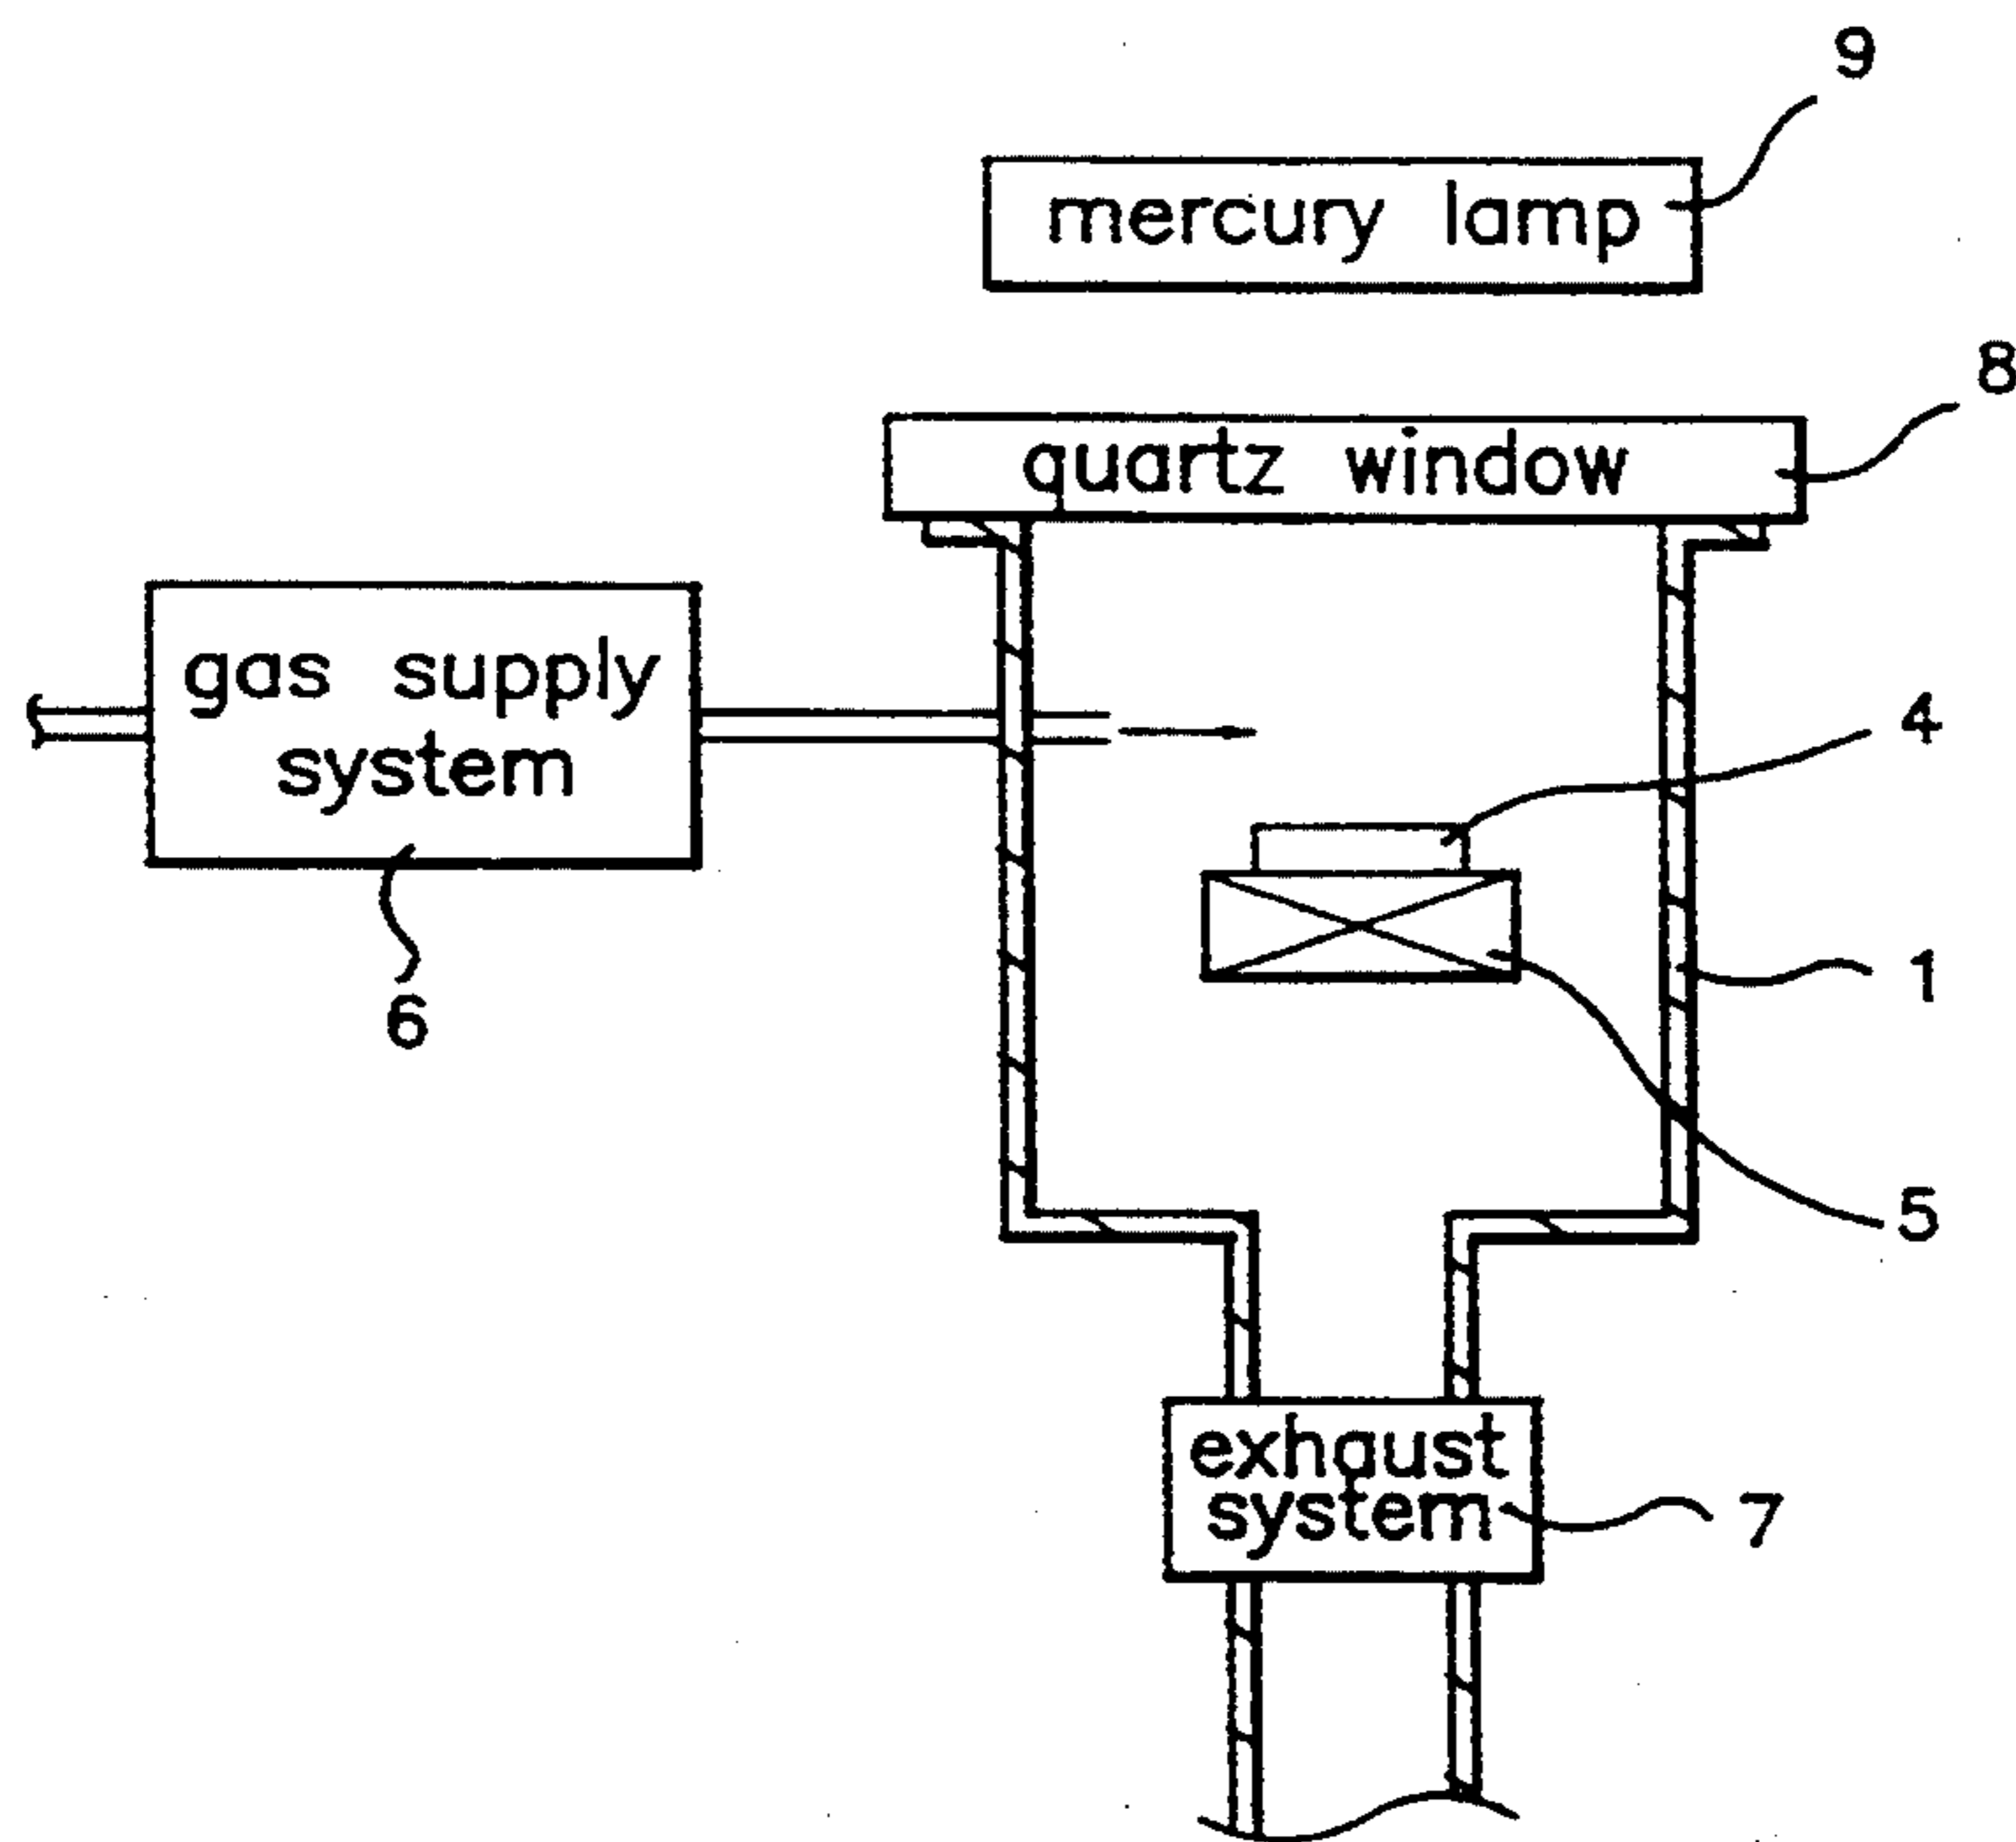 9
mercury lamp
8
quartz window
gas supply
system
4
1
6
5
exhaust
system
7